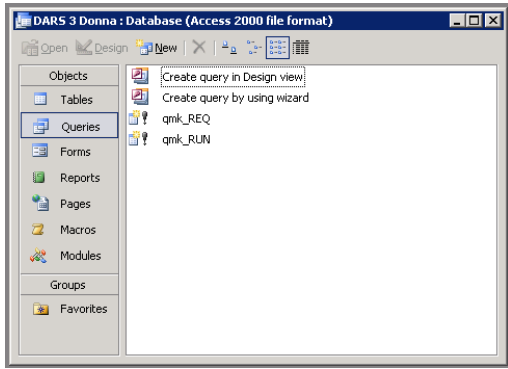 DARS 3 Donna : Database (Access 2000 file format)
Open Design New
Objects
Tables
Queries
Forms
Reports
Pages
Macros
Modules
Groups
Favorites
Create query in Design view
Create query by using wizard
qmk_REQ
qmk_RUN